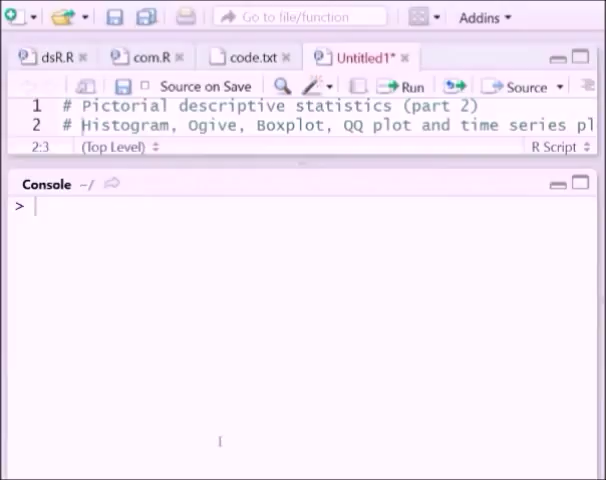 Go to file/function
Addins
dsR.R
com.R
code.txt
Untitled1*
Source on Save
Run
Source
1 # Pictorial descriptive statistics (part 2)
2 # Histogram, Ogive, Boxplot, QQ plot and time series pl
2:3 (Top Level)
R Script
Console ~/
>